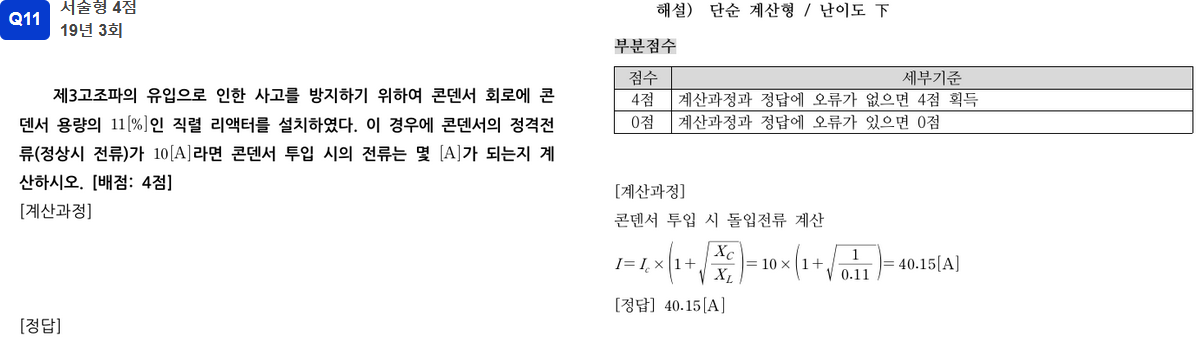 Q11
서술형 4점
19년 3회
제3고조파의 유입으로 인한 사고를 방지하기 위하여 콘덴서 회로에 콘
덴서 용량의 11[%]인 직렬 리액터를 설치하였다. 이 경우에 콘덴서의 정격전
류(정상시 전류)가 10[A]라면 콘덴서 투입 시의 전류는 몇 [A]가 되는지 계
산하시오. [배점: 4점]
[계산과정]
[정답]
해설) 단순 계산형 / 난이도 下
부분점수
점수 세부기준
4점 계산과정과 정답에 오류가 없으면 4점 획득
0점 계산과정과 정답에 오류가 있으면 0점
[계산과정]
콘덴서 투입 시 돌입전류 계산
I = I_c × (1 + √(X_C / X_L)) = 10 × (1 + √(1 / 0.11)) = 40.15[A]
[정답] 40.15[A]